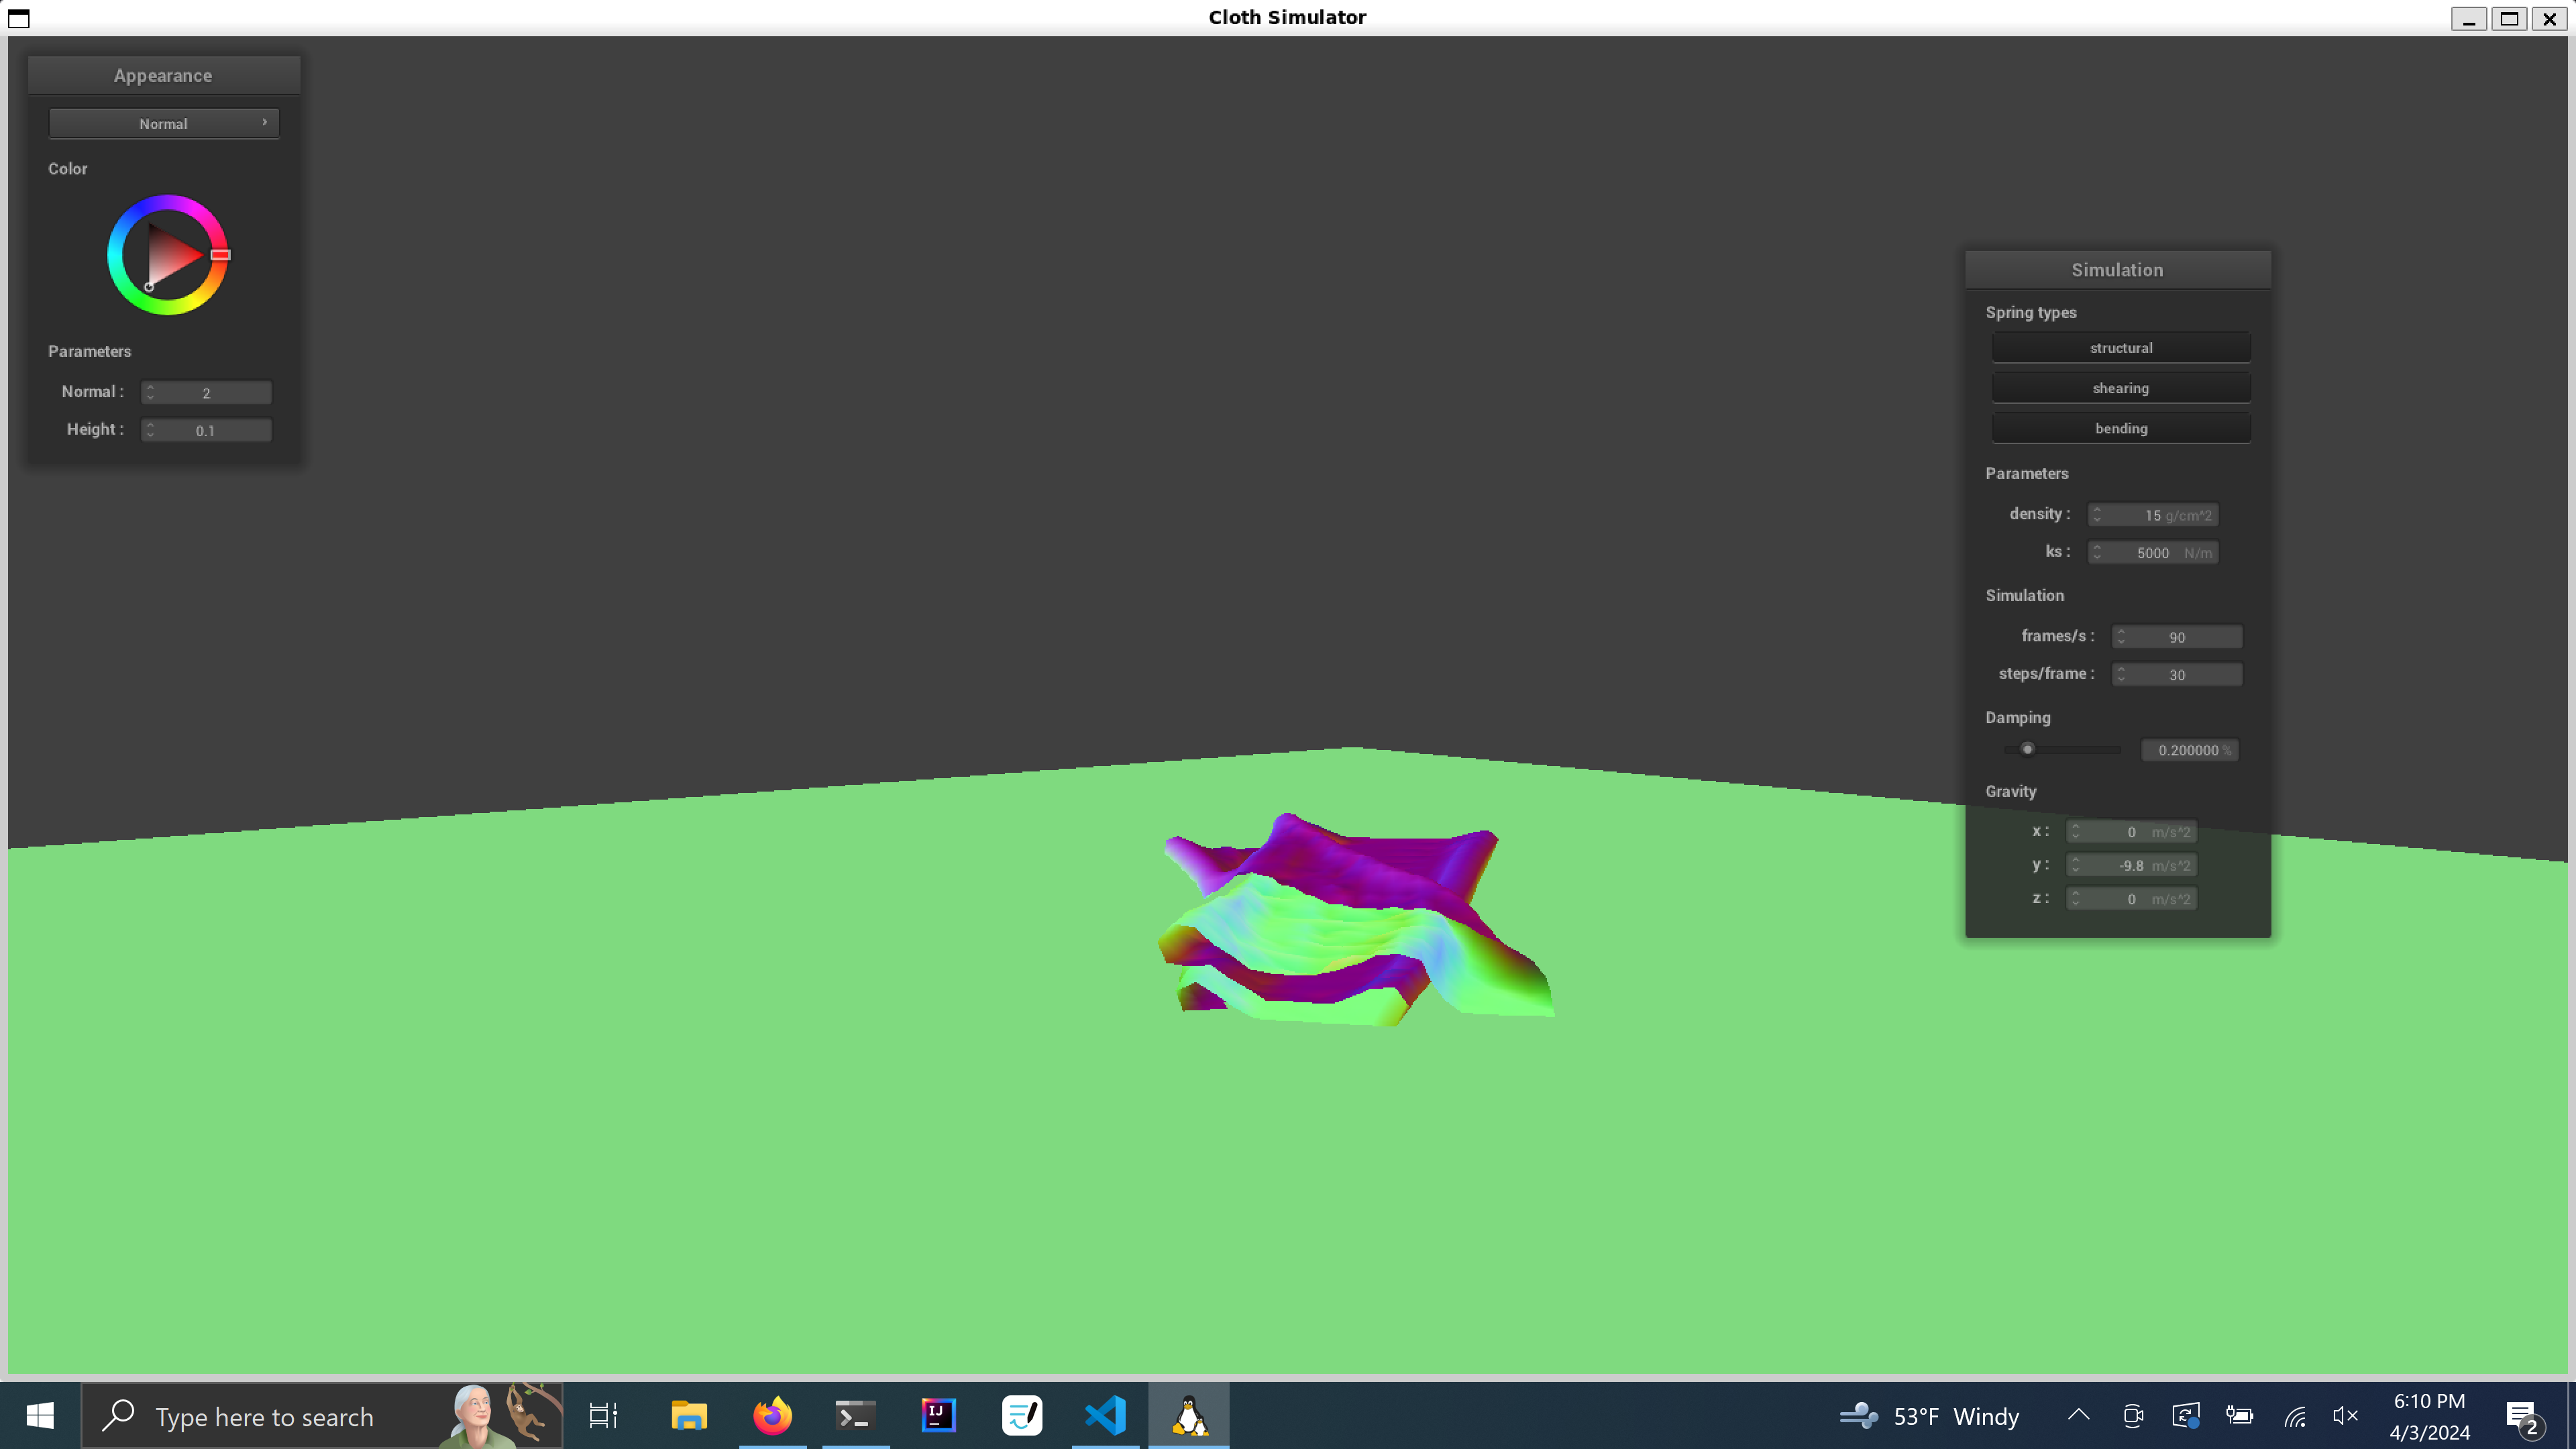 Cloth Simulator
Appearance
Normal
Color
Parameters
Normal : 2
Height : 0.1
Simulation
Spring types
structural
shearing
bending
Parameters
density : 15 g/cm^2
ks : 5000 N/m
Simulation
frames/s : 90
steps/frame : 30
Damping
0.200000 %
Gravity
x : 0 m/s^2
y : -9.8 m/s^2
z : 0 m/s^2
Type here to search
IJ
53°F Windy
6:10 PM
4/3/2024
2